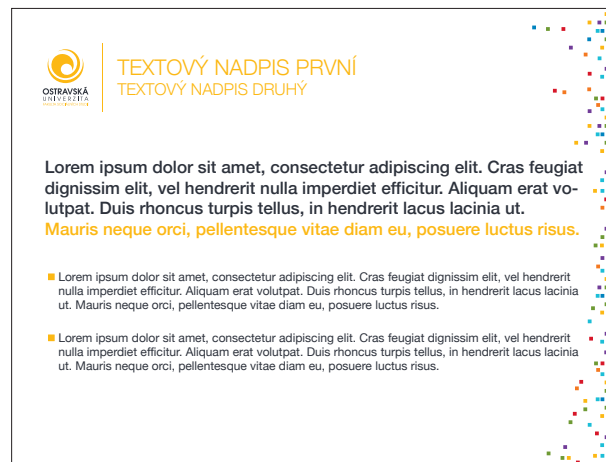 TEXTOVÝ NADPIS PRVNÍ
TEXTOVÝ NADPIS DRUHÝ
OSTRAVSKÁ
UNIVERZITA
Lorem ipsum dolor sit amet, consectetur adipiscing elit. Cras feugiat
dignissim elit, vel hendrerit nulla imperdiet efficitur. Aliquam erat vo-
lutpat. Duis rhoncus turpis tellus, in hendrerit lacus lacinia ut.
Mauris neque orci, pellentesque vitae diam eu, posuere luctus risus.
Lorem ipsum dolor sit amet, consectetur adipiscing elit. Cras feugiat dignissim elit, vel hendrerit
nulla imperdiet efficitur. Aliquam erat volutpat. Duis rhoncus turpis tellus, in hendrerit lacus lacinia
ut. Mauris neque orci, pellentesque vitae diam eu, posuere luctus risus.
Lorem ipsum dolor sit amet, consectetur adipiscing elit. Cras feugiat dignissim elit, vel hendrerit
nulla imperdiet efficitur. Aliquam erat volutpat. Duis rhoncus turpis tellus, in hendrerit lacus lacinia
ut. Mauris neque orci, pellentesque vitae diam eu, posuere luctus risus.